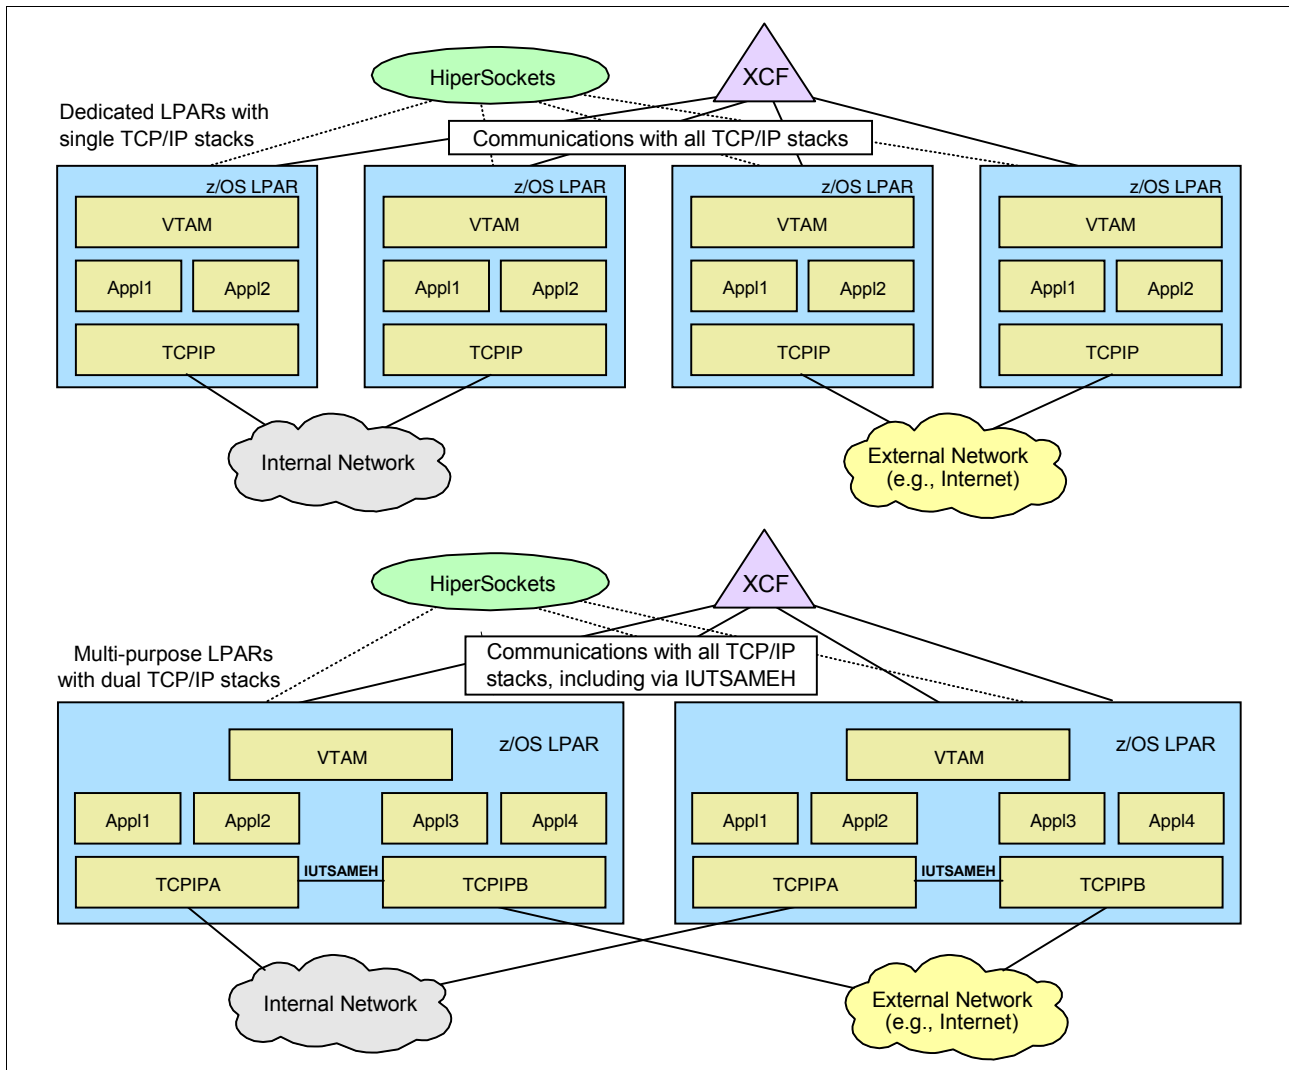 HiperSockets
XCF
Dedicated LPARs with
single TCP/IP stacks
Communications with all TCP/IP stacks
z/OS LPAR
VTAM
Appl1
Appl2
TCPIP
z/OS LPAR
VTAM
Appl1
Appl2
TCPIP
z/OS LPAR
VTAM
Appl1
Appl2
TCPIP
z/OS LPAR
VTAM
Appl1
Appl2
TCPIP
Internal Network
External Network
(e.g., Internet)
HiperSockets
XCF
Multi-purpose LPARs
with dual TCP/IP stacks
Communications with all TCP/IP
stacks, including via IUTSAMEH
z/OS LPAR
VTAM
Appl1
Appl2
Appl3
Appl4
TCPIPA
IUTSAMEH
TCPIPB
z/OS LPAR
VTAM
Appl1
Appl2
Appl3
Appl4
TCPIPA
IUTSAMEH
TCPIPB
Internal Network
External Network
(e.g., Internet)